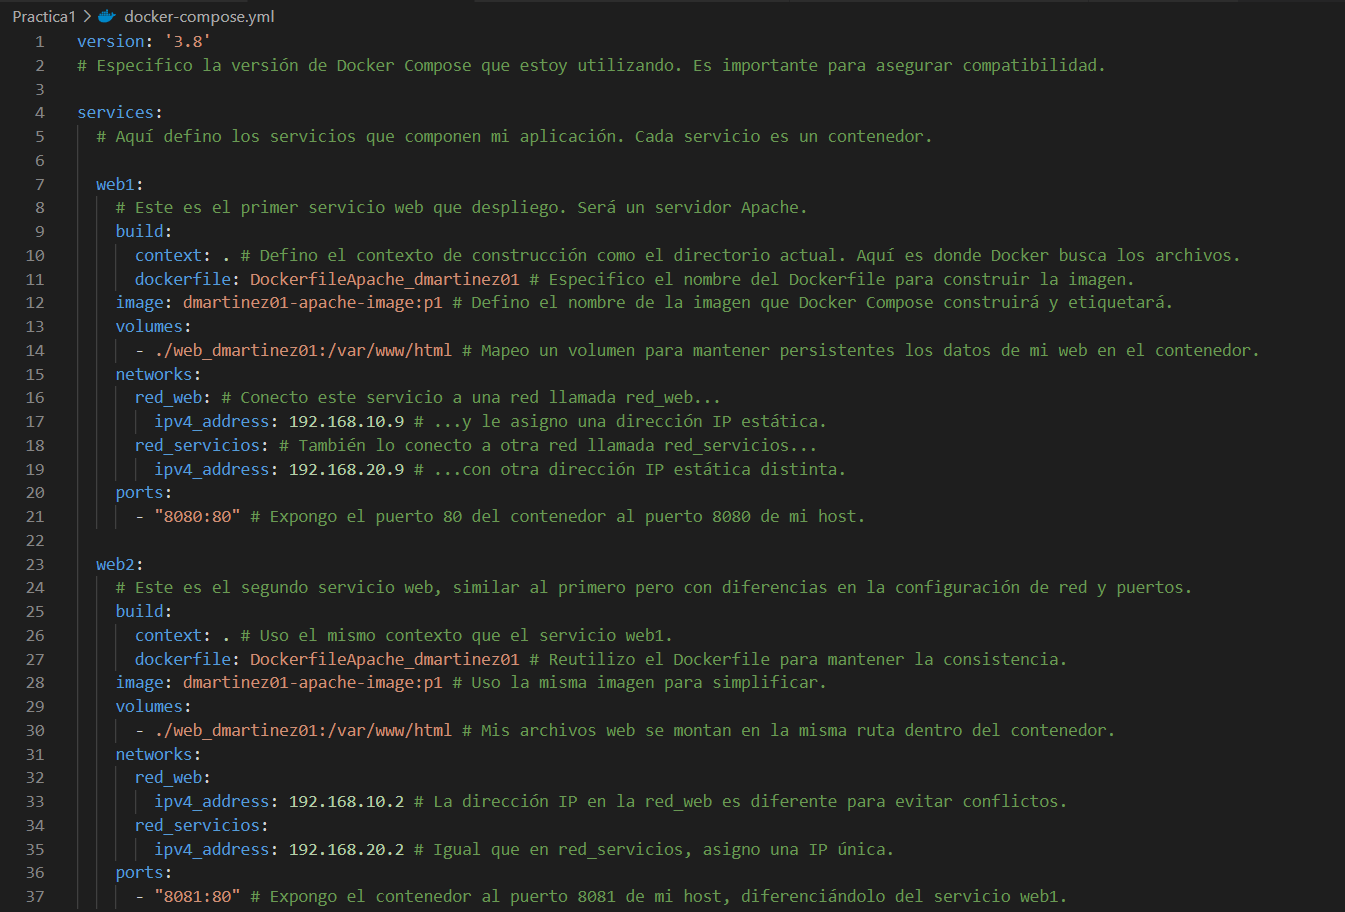 Practica1 > docker-compose.yml
1 version: '3.8'
2 # Especifico la versión de Docker Compose que estoy utilizando. Es importante para asegurar compatibilidad.
3
4 services:
5 # Aquí defino los servicios que componen mi aplicación. Cada servicio es un contenedor.
6
7 web1:
8 # Este es el primer servicio web que despliego. Será un servidor Apache.
9 build:
10 context: . # Defino el contexto de construcción como el directorio actual. Aquí es donde Docker busca los archivos.
11 dockerfile: DockerfileApache_dmartinez01 # Especifico el nombre del Dockerfile para construir la imagen.
12 image: dmartinez01-apache-image:p1 # Defino el nombre de la imagen que Docker Compose construirá y etiquetará.
13 volumes:
14 - ./web_dmartinez01:/var/www/html # Mapeo un volumen para mantener persistentes los datos de mi web en el contenedor.
15 networks:
16 red_web: # Conecto este servicio a una red llamada red_web...
17 ipv4_address: 192.168.10.9 # ...y le asigno una dirección IP estática.
18 red_servicios: # También lo conecto a otra red llamada red_servicios...
19 ipv4_address: 192.168.20.9 # ...con otra dirección IP estática distinta.
20 ports:
21 - "8080:80" # Expongo el puerto 80 del contenedor al puerto 8080 de mi host.
22
23 web2:
24 # Este es el segundo servicio web, similar al primero pero con diferencias en la configuración de red y puertos.
25 build:
26 context: . # Uso el mismo contexto que el servicio web1.
27 dockerfile: DockerfileApache_dmartinez01 # Reutilizo el Dockerfile para mantener la consistencia.
28 image: dmartinez01-apache-image:p1 # Uso la misma imagen para simplificar.
29 volumes:
30 - ./web_dmartinez01:/var/www/html # Mis archivos web se montan en la misma ruta dentro del contenedor.
31 networks:
32 red_web:
33 ipv4_address: 192.168.10.2 # La dirección IP en la red_web es diferente para evitar conflictos.
34 red_servicios:
35 ipv4_address: 192.168.20.2 # Igual que en red_servicios, asigno una IP única.
36 ports:
37 - "8081:80" # Expongo el contenedor al puerto 8081 de mi host, diferenciándolo del servicio web1.